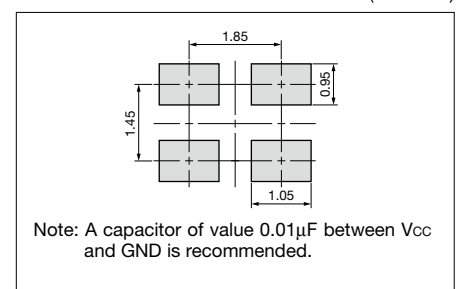 1.85
0.95
1.45
1.05
Note: A capacitor of value 0.01μF between Vcc
and GND is recommended.